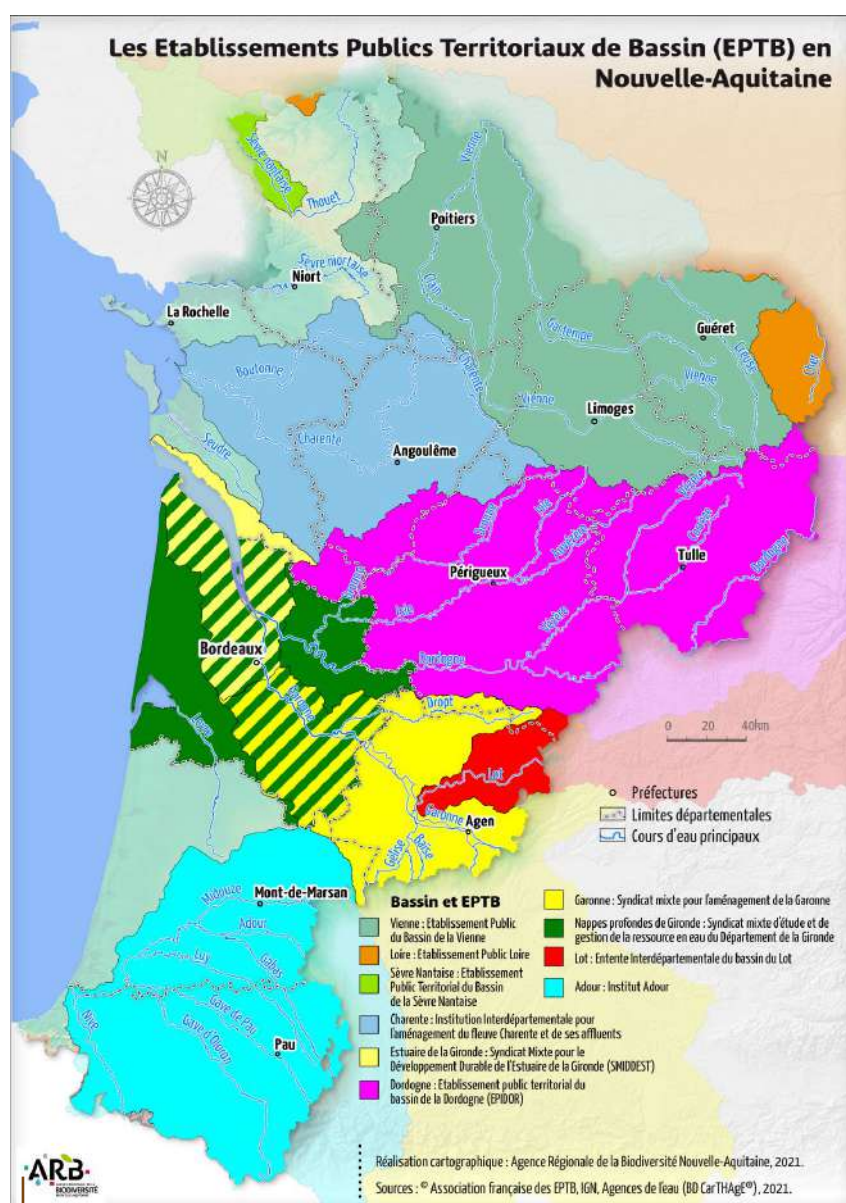 Les Etablissements Publics Territoriaux de Bassin (EPTB) en
Nouvelle-Aquitaine
N
Sèvre nantaise
Thouet
Vienne
Poitiers
Clain
Sèvre niortaise
Niort
La Rochelle
Gartempe
Guéret
Creuse
Cher
Boutonne
Charente
Vienne
Vienne
Limoges
Charente
Angoulême
Seudre
Dronne
Isle
Auvézère
Vézère
Corrèze
Dordogne
Tulle
Périgueux
Dronne
Isle
Vézère
Dordogne
Bordeaux
Garonne
Dropt
Leyre
0 20 40km
Lot
Garonne
Agen
Gélise
Baïse
Préfectures
Limites départementales
Cours d'eau principaux
Midouze
Mont-de-Marsan
Adour
Luy
Gabas
Gave de Pau
Gave d'Oloron
Nive
Pau
Bassin et EPTB
Vienne : Etablissement Public
du Bassin de la Vienne
Loire : Etablissement Public Loire
Sèvre Nantaise : Etablissement
Public Territorial du Bassin
de la Sèvre Nantaise
Charente : Institution Interdépartementale pour
l'aménagement du fleuve Charente et de ses affluents
Estuaire de la Gironde : Syndicat Mixte pour le
Développement Durable de l'Estuaire de la Gironde (SMIDDEST)
Dordogne : Etablissement public territorial du
bassin de la Dordogne (EPIDOR)
Garonne : Syndicat mixte pour l'aménagement de la Garonne
Nappes profondes de Gironde : Syndicat mixte d'étude et de
gestion de la ressource en eau du Département de la Gironde
Lot : Entente Interdépartementale du bassin du Lot
Adour : Institut Adour
ARB
BIODIVERSITÉ
Réalisation cartographique : Agence Régionale de la Biodiversité Nouvelle-Aquitaine, 2021.
Sources : © Association française des EPTB, IGN, Agences de l'eau (BD CarTHAgE®), 2021.